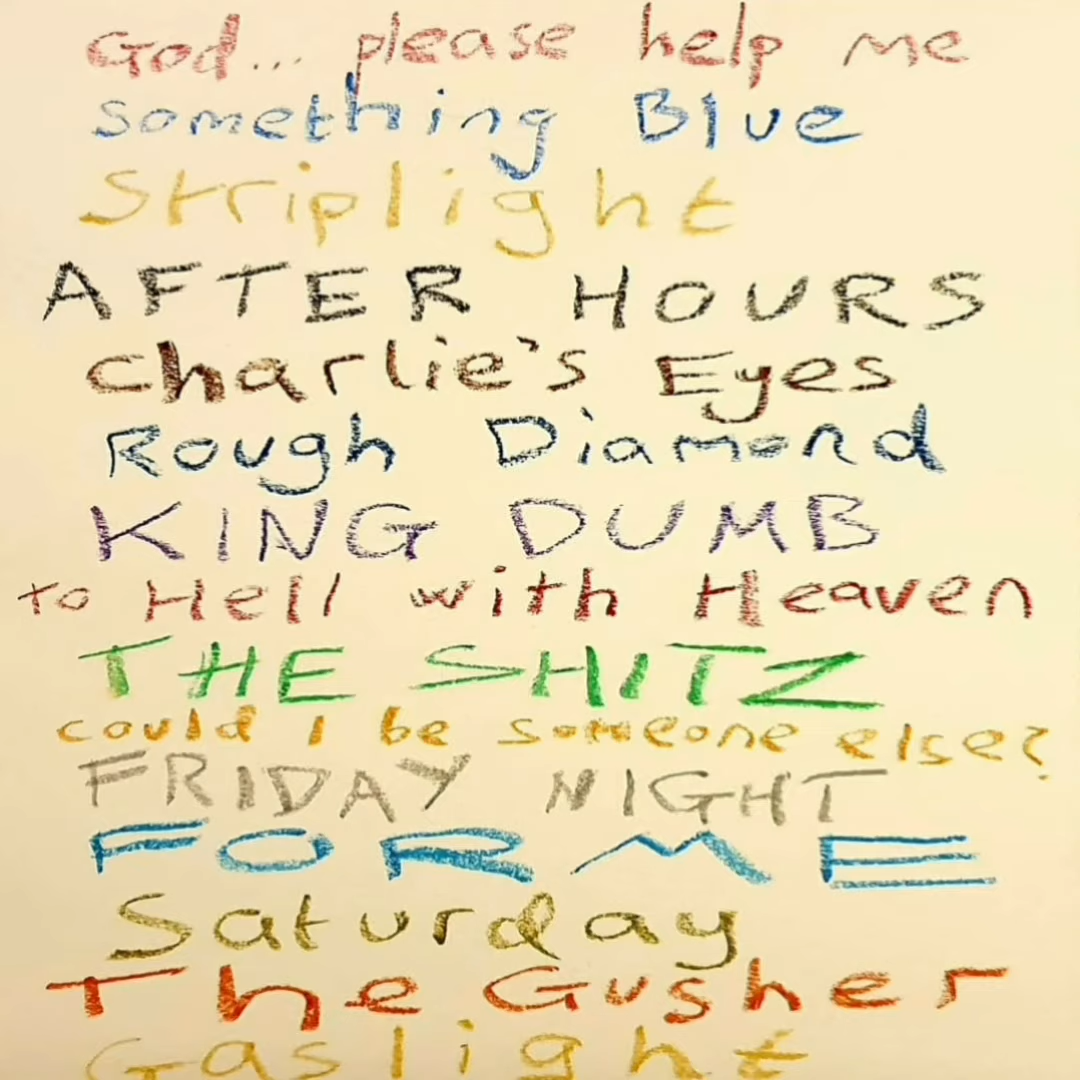 God... please help me
something Blue
Striplight
AFTER HOURS
Charlie's Eyes
Rough Diamond
KING DUMB
to Hell with Heaven
THE SHITZ
could I be someone else?
FRIDAY NIGHT
FOR ME
Saturday
The Gusher
Gaslight